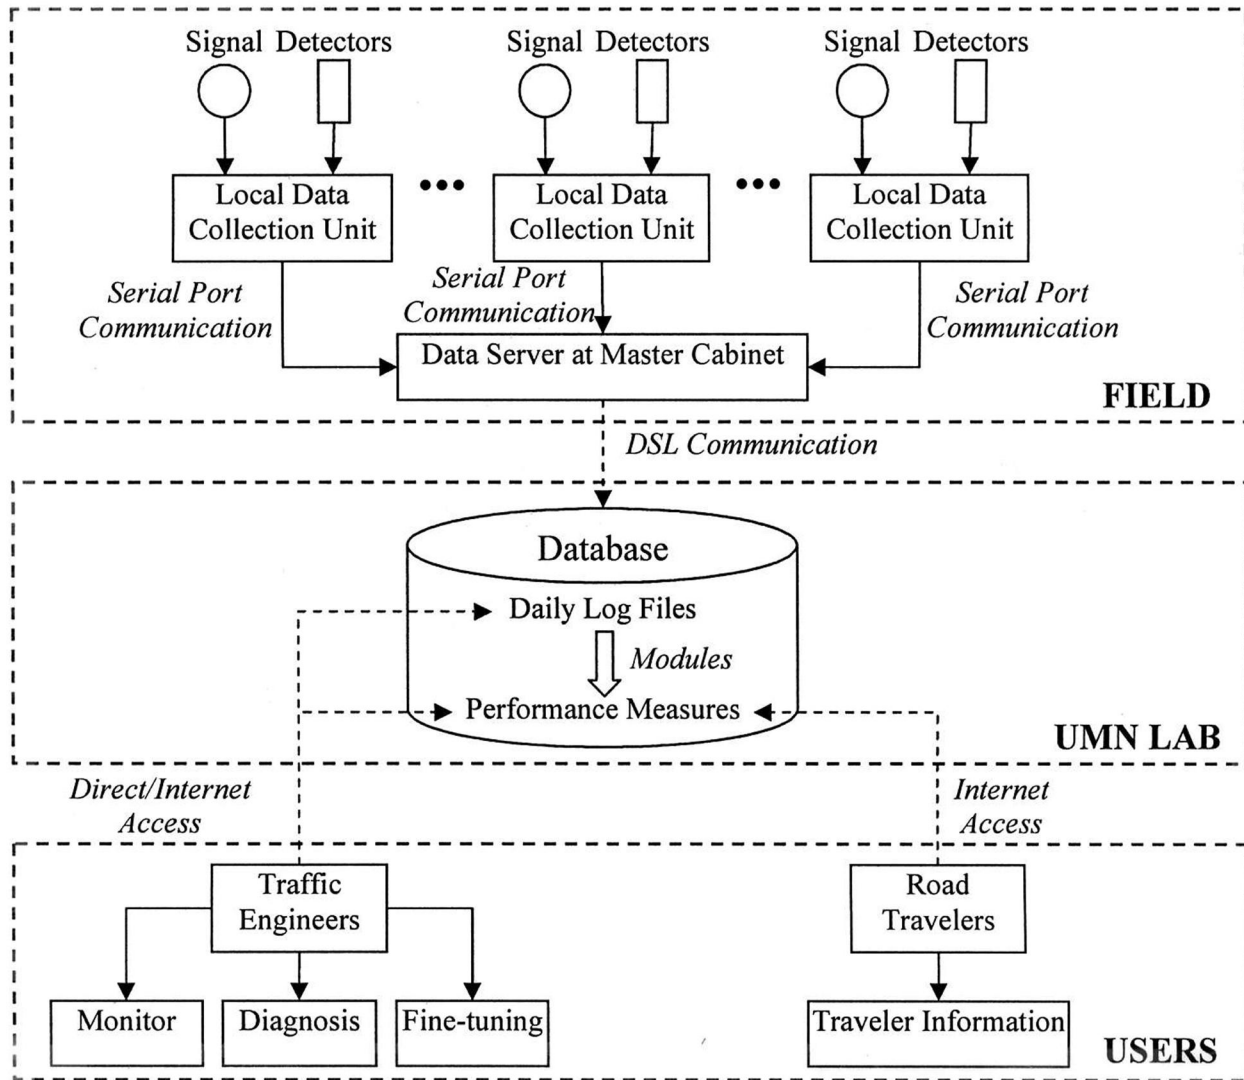 Signal Detectors
Signal Detectors
Signal Detectors
Local Data
Collection Unit
Local Data
Collection Unit
Local Data
Collection Unit
Serial Port
Communication
Serial Port
Communication
Serial Port
Communication
Data Server at Master Cabinet
FIELD
DSL Communication
Database
Daily Log Files
Modules
Performance Measures
UMN LAB
Direct/Internet
Access
Internet
Access
Traffic
Engineers
Road
Travelers
Monitor
Diagnosis
Fine-tuning
Traveler Information
USERS